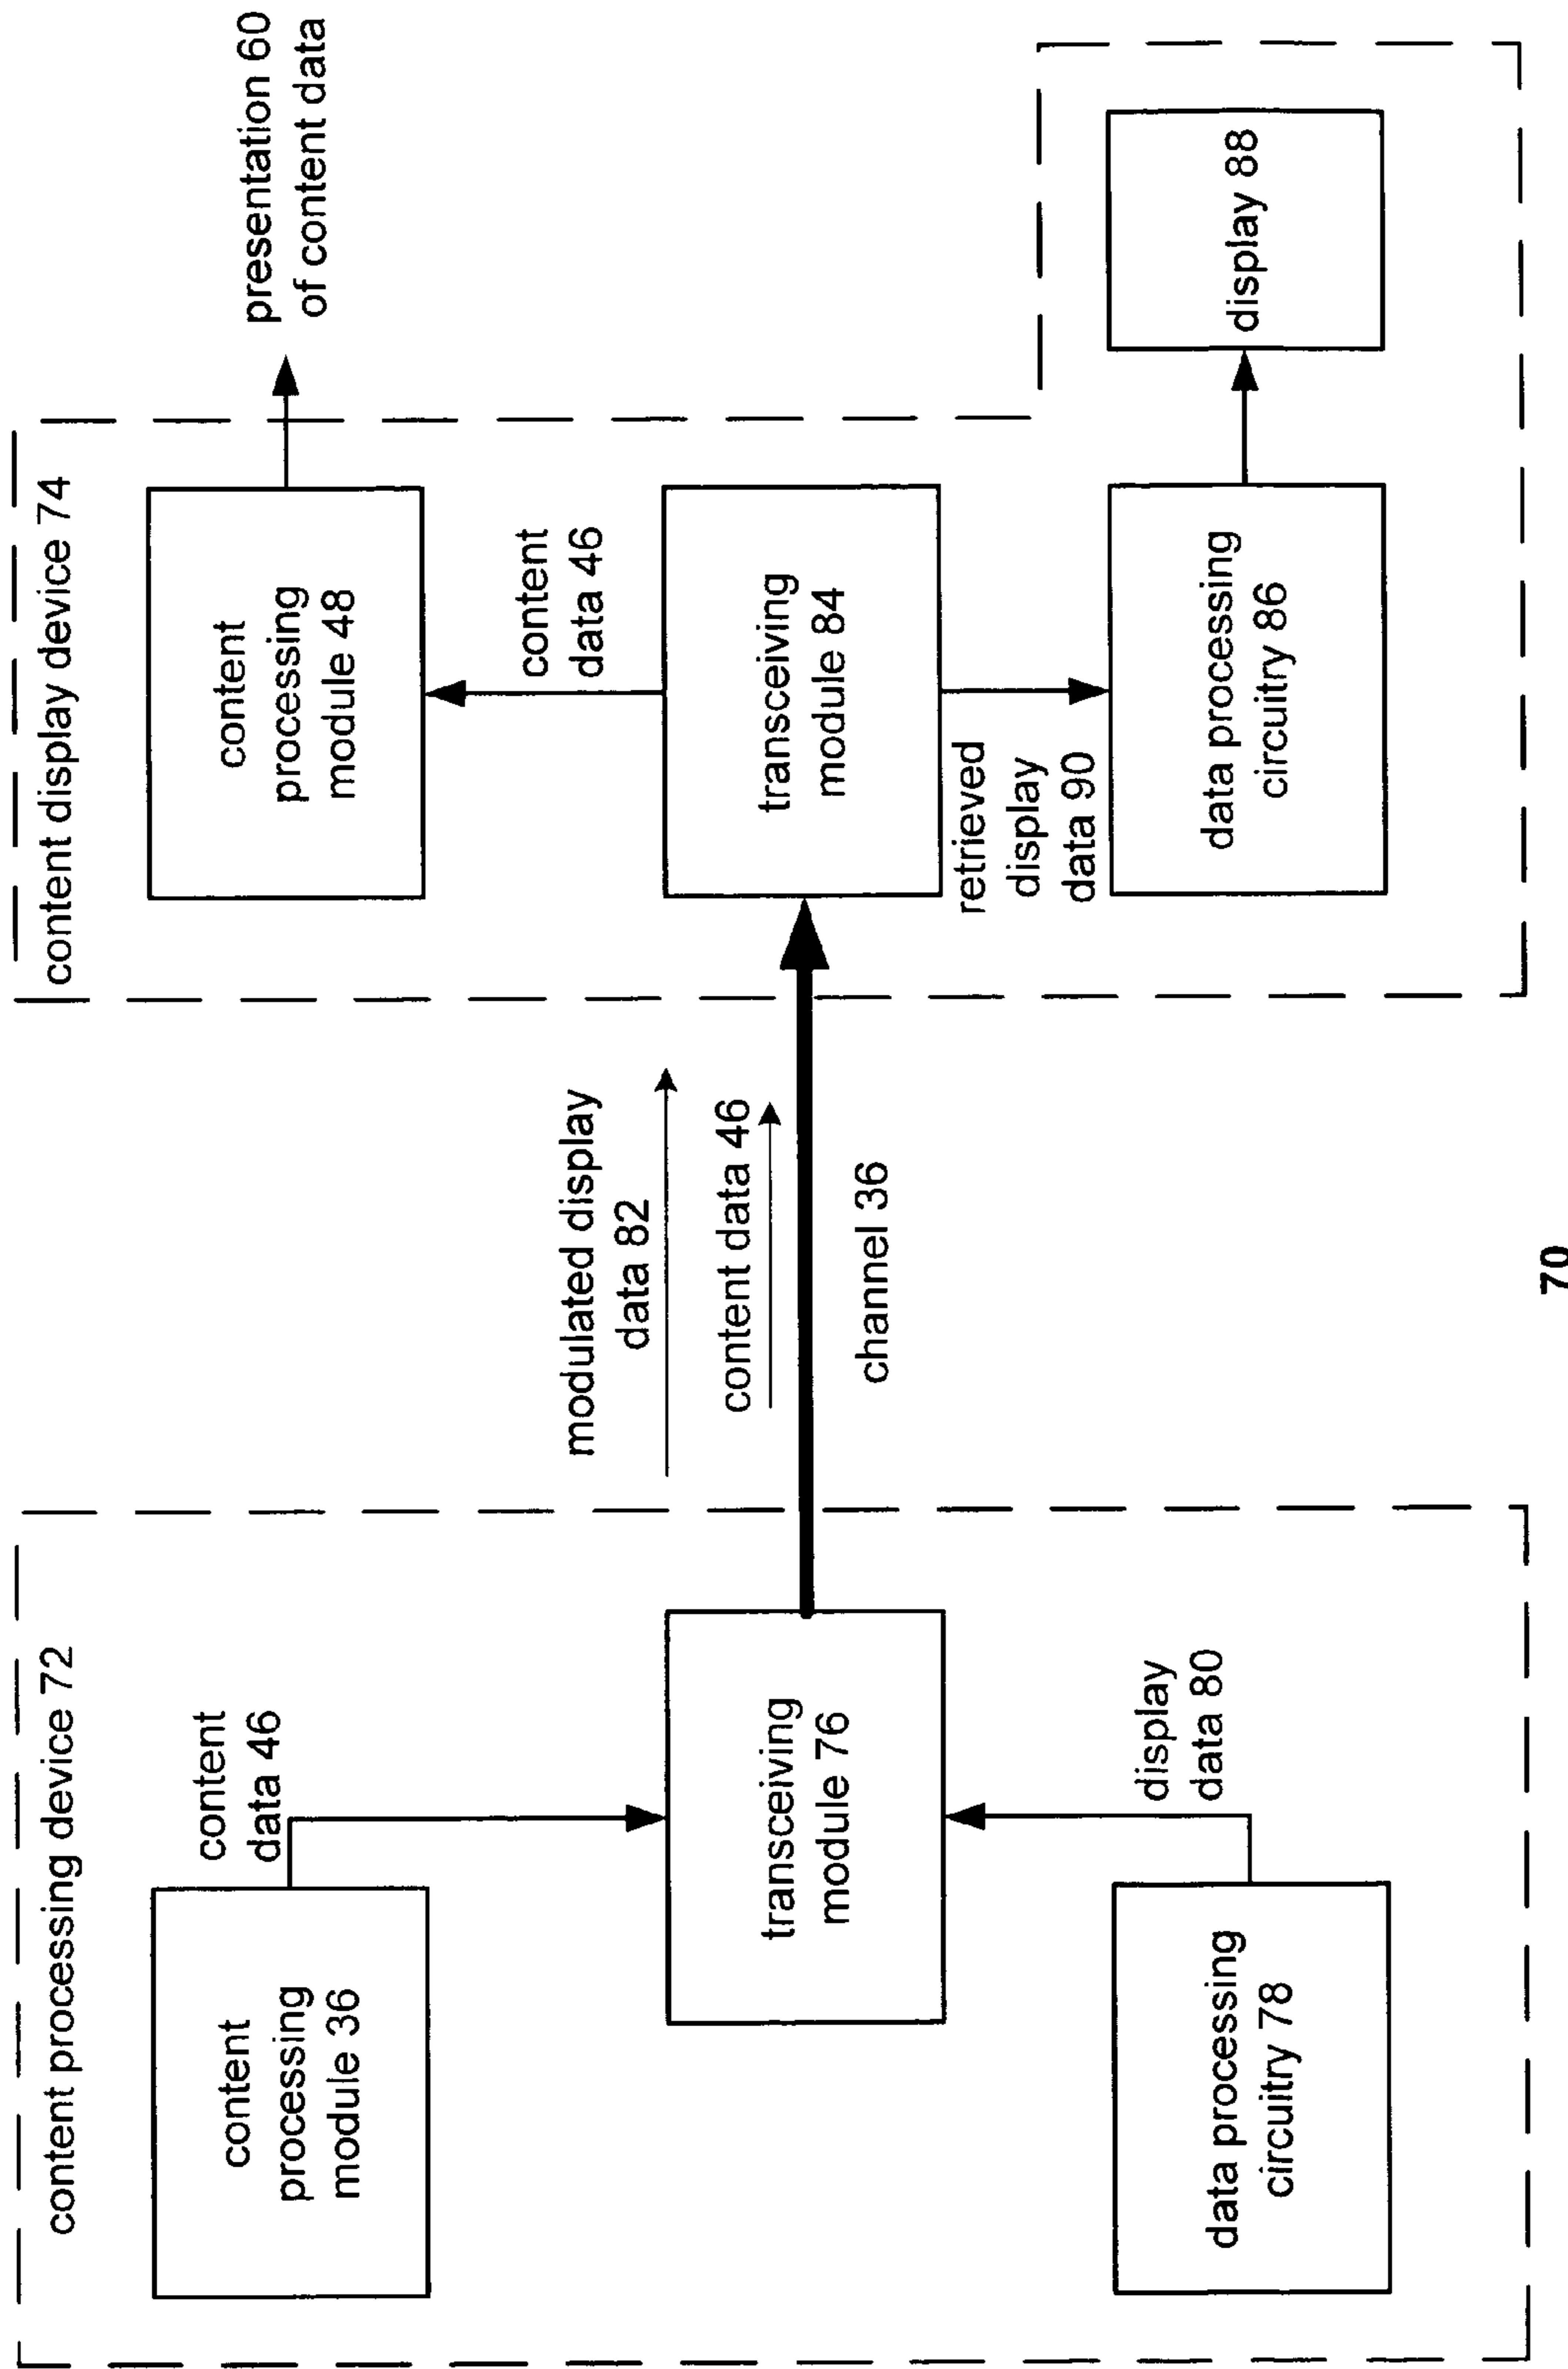 content processing device 72
content
processing
module 36
content
data 46
transceiving
module 76
data processing
circuitry 78
display
data 80
modulated display
data 82
content data 46
channel 36
content display device 74
content
processing
module 48
content
data 46
transceiving
module 84
retrieved
display
data 90
data processing
circuitry 86
display 88
presentation 60
of content data
70